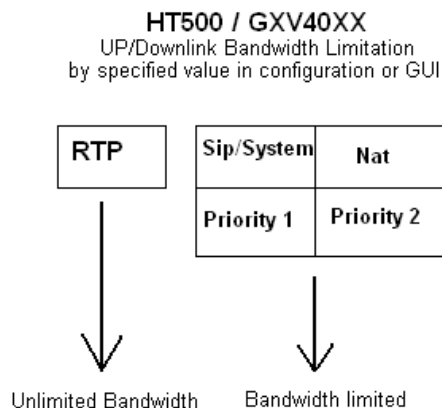 HT500 / GXV40XX
UP/Downlink Bandwidth Limitation
by specified value in configuration or GUI
RTP
Sip/System
Nat
Priority 1
Priority 2
Unlimited Bandwidth
Bandwidth limited